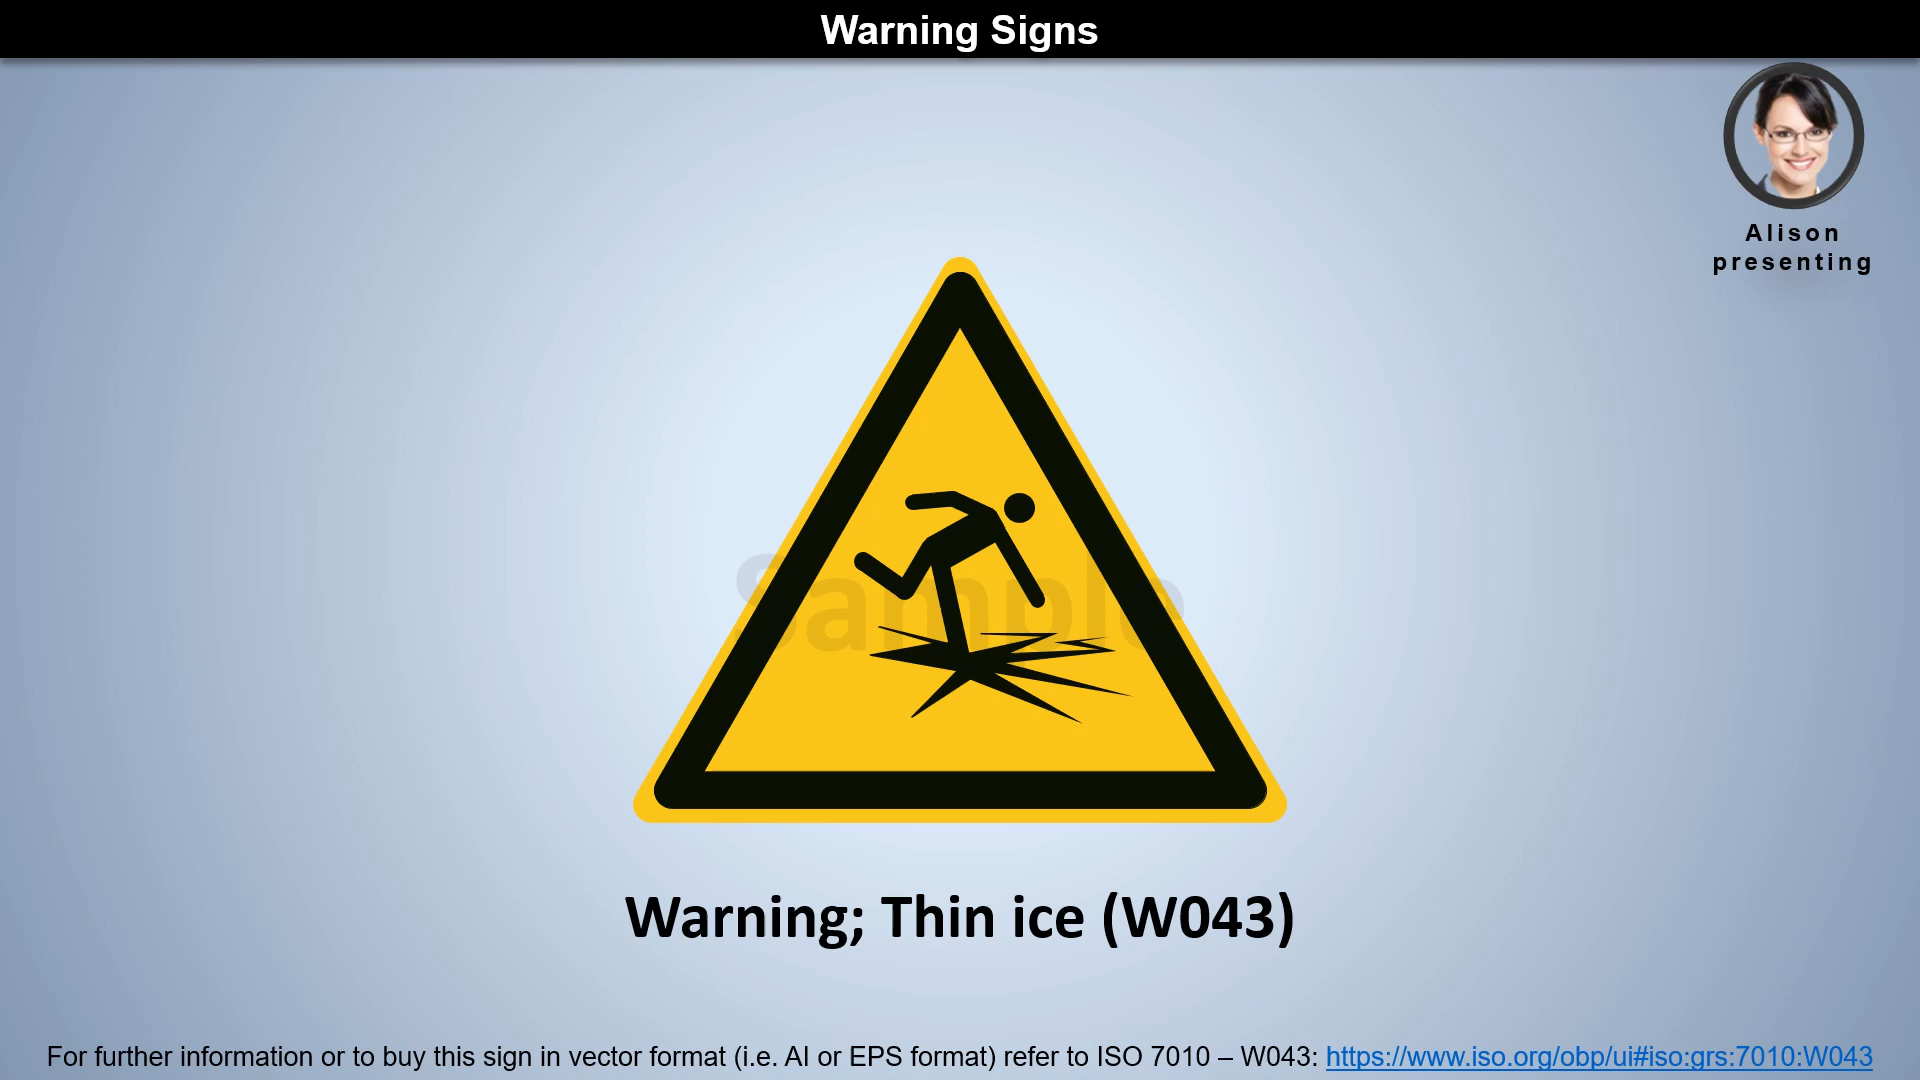 Warning Signs
Alison
presenting
Sample
Warning; Thin ice (W043)
For further information or to buy this sign in vector format (i.e. AI or EPS format) refer to ISO 7010 – W043: https://www.iso.org/obp/ui#iso:grs:7010:W043